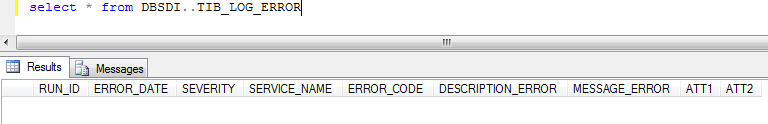 select * from DBSDI..TIB_LOG_ERROR
Results Messages
RUN_ID ERROR_DATE SEVERITY SERVICE_NAME ERROR_CODE DESCRIPTION_ERROR MESSAGE_ERROR ATT1 ATT2